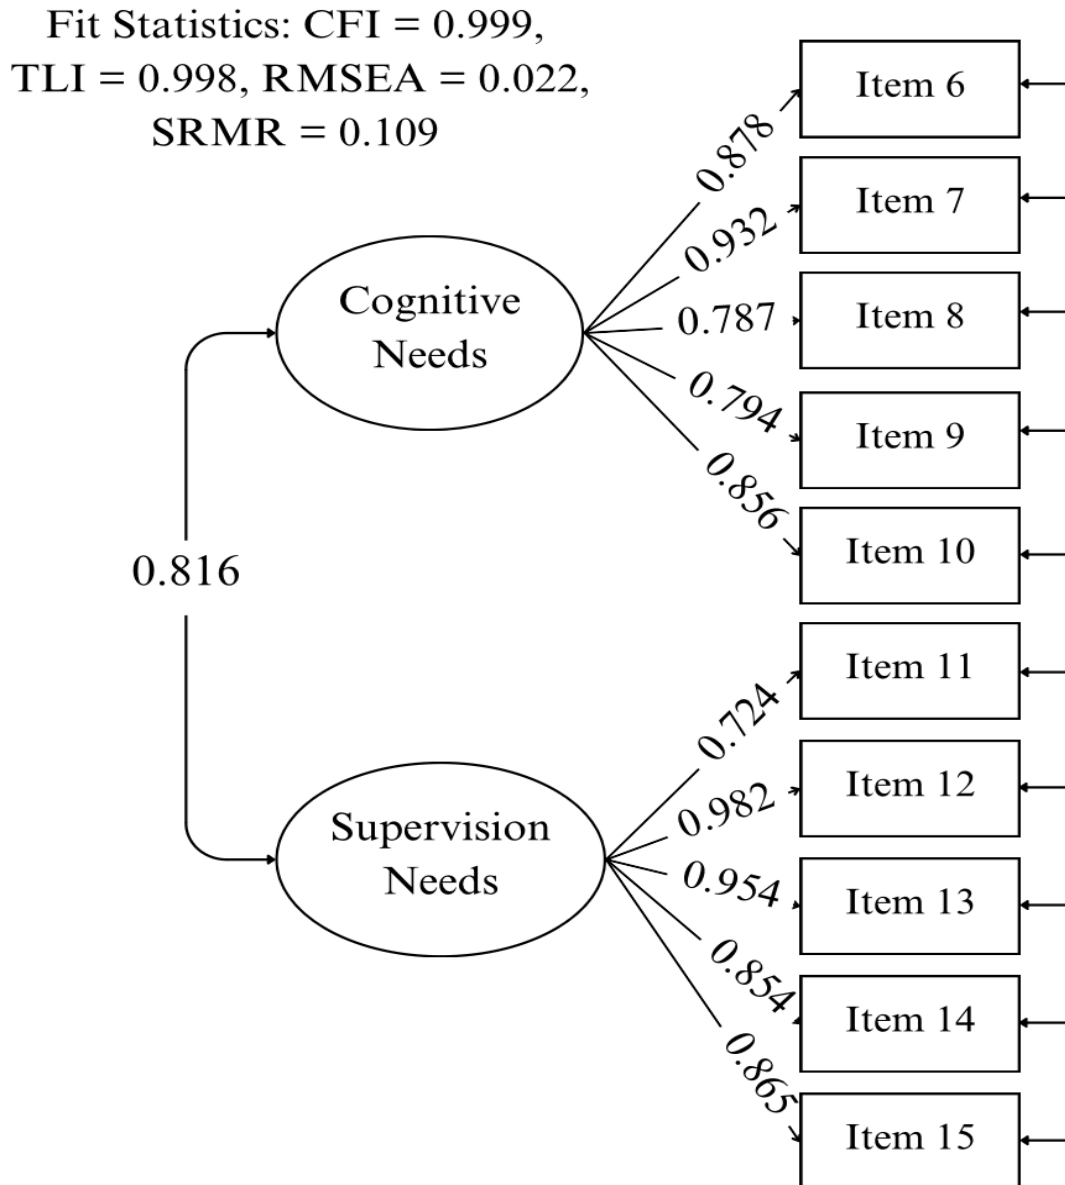 Fit Statistics: CFI = 0.999,
TLI = 0.998, RMSEA = 0.022,
SRMR = 0.109
Item 6
0.878
Item 7
0.932
Cognitive
Needs
0.787
Item 8
0.794
Item 9
0.856
Item 10
0.816
Item 11
0.724
Item 12
0.982
Supervision
Needs
0.954
Item 13
0.854
Item 14
0.865
Item 15